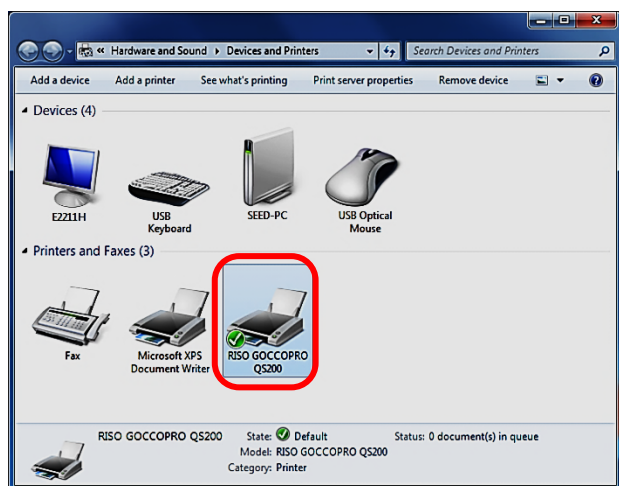 « Hardware and Sound ▸ Devices and Printers Search Devices and Printers
Add a device Add a printer See what's printing Print server properties Remove device
Devices (4)
E2211H USB Keyboard SEED-PC USB Optical Mouse
Printers and Faxes (3)
Fax Microsoft XPS Document Writer RISO GOCCOPRO QS200
RISO GOCCOPRO QS200 State: Default Status: 0 document(s) in queue
Model: RISO GOCCOPRO QS200
Category: Printer